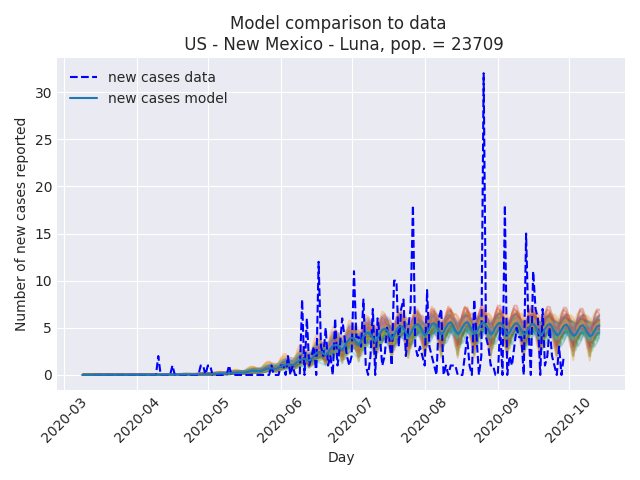 Model comparison to data
US - New Mexico - Luna, pop. = 23709
new cases data
new cases model
Number of new cases reported
30
25
20
15
10
5
0
2020-03
2020-04
2020-05
2020-06
2020-07
2020-08
2020-09
2020-10
Day